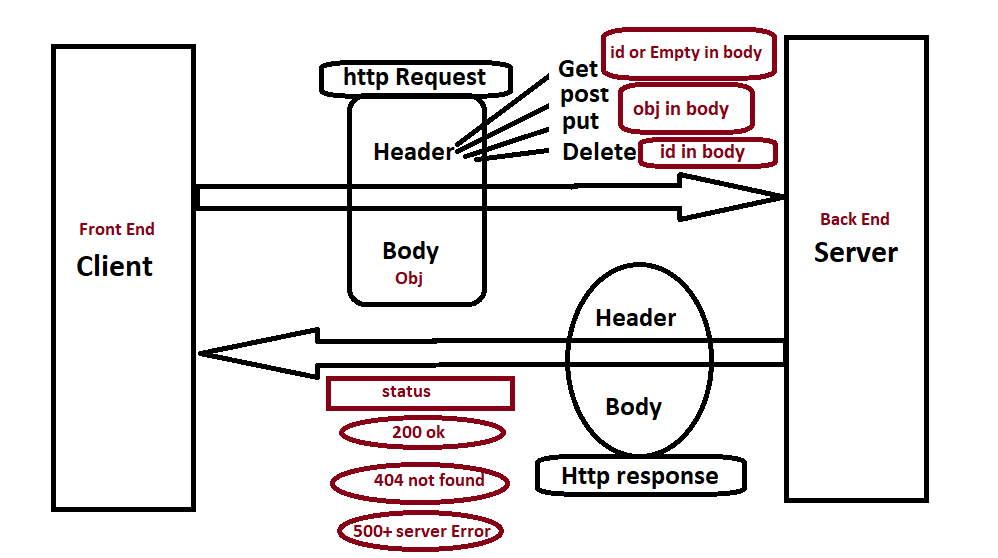 http Request
Get
id or Empty in body
post
obj in body
put
Header
Delete
id in body
Front End
Client
Back End
Server
Body
Obj
Header
Body
Http response
status
200 ok
404 not found
500+ server Error